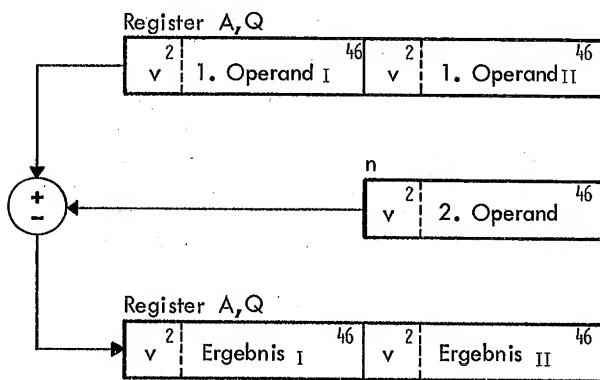 Register A,Q
v 2 1. Operand I 46 v 2 1. Operand II 46
n
+
-
v 2 2. Operand 46
Register A,Q
v 2 Ergebnis I 46 v 2 Ergebnis II 46